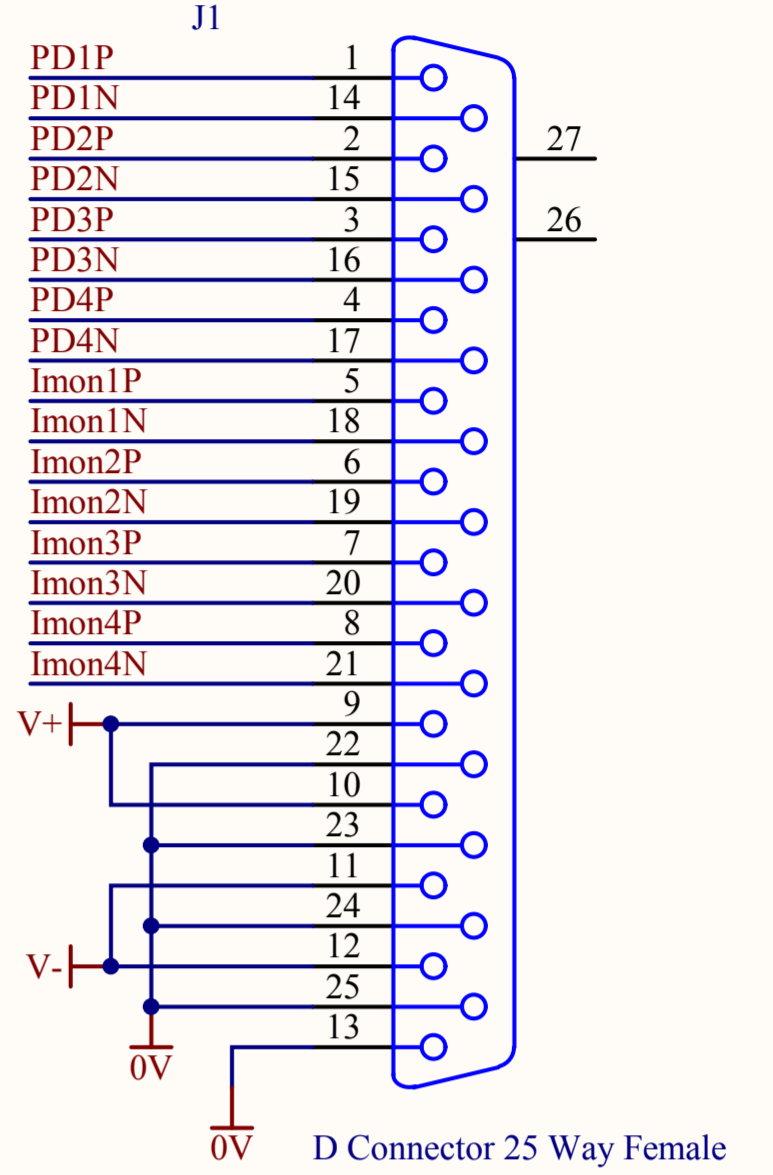 J1
PD1P 1
PD1N 14
PD2P 2 27
PD2N 15
PD3P 3 26
PD3N 16
PD4P 4
PD4N 17
Imon1P 5
Imon1N 18
Imon2P 6
Imon2N 19
Imon3P 7
Imon3N 20
Imon4P 8
Imon4N 21
V+ 9
22
10
23
11
24
V- 12
25
13
0V
0V D Connector 25 Way Female